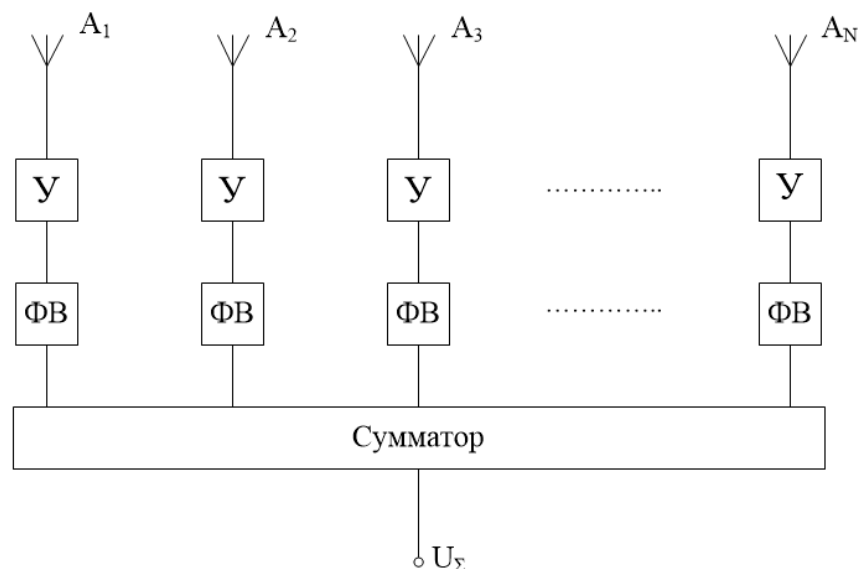 A1 A2 A3 AN
У У У ………….. У
ФВ ФВ ФВ ………….. ФВ
Сумматор
UΣ